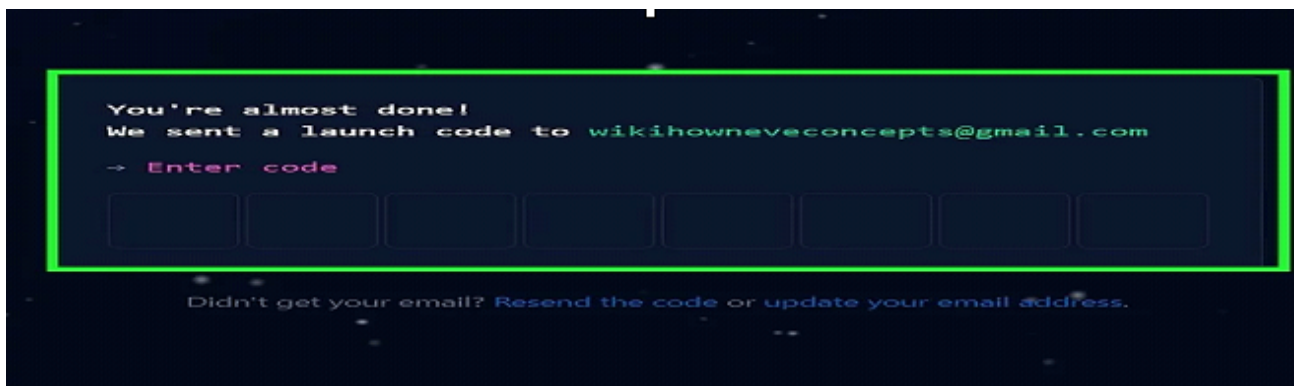 You're almost done!
We sent a launch code to wikihowneveconcepts@gmail.com
→ Enter code
Didn't get your email? Resend the code or update your email address.